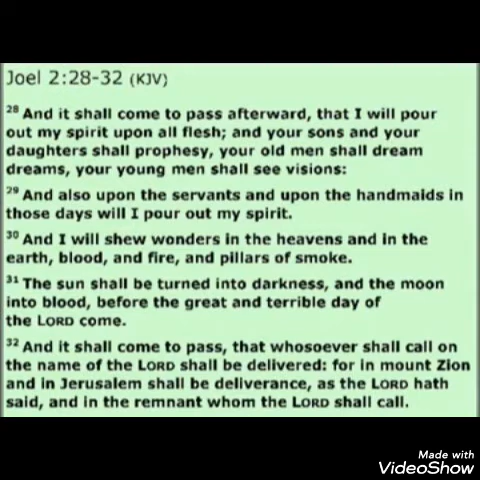 Joel 2:28-32 (KJV)
28 And it shall come to pass afterward, that I will pour
out my spirit upon all flesh; and your sons and your
daughters shall prophesy, your old men shall dream
dreams, your young men shall see visions:
29 And also upon the servants and upon the handmaids in
those days will I pour out my spirit.
30 And I will shew wonders in the heavens and in the
earth, blood, and fire, and pillars of smoke.
31 The sun shall be turned into darkness, and the moon
into blood, before the great and terrible day of
the LORD come.
32 And it shall come to pass, that whosoever shall call on
the name of the LORD shall be delivered: for in mount Zion
and in Jerusalem shall be deliverance, as the LORD hath
said, and in the remnant whom the LORD shall call.
Made with
VideoShow